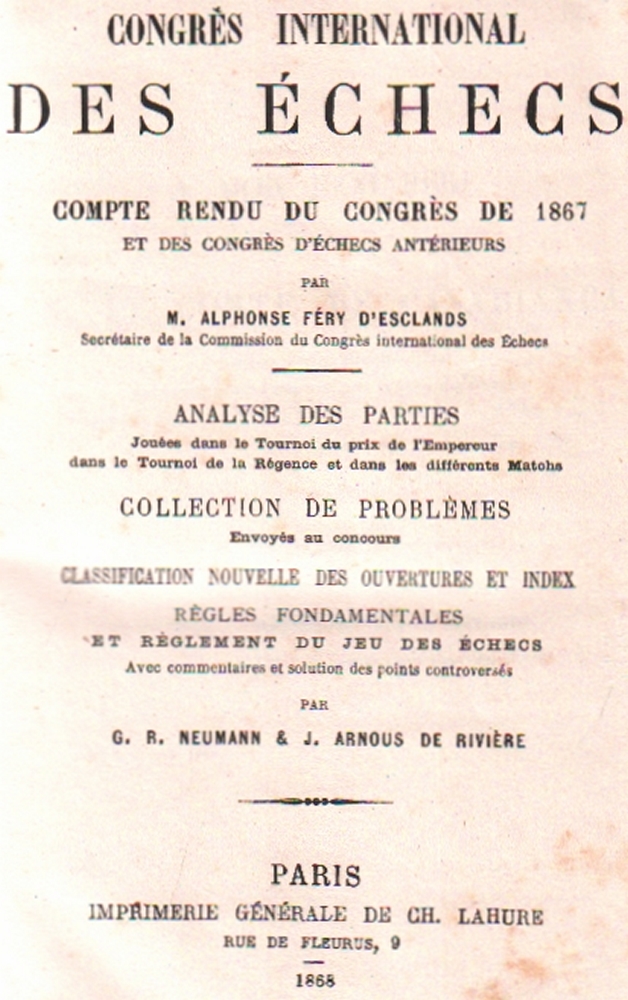 CONGRÈS INTERNATIONAL
DES ÉCHECS
COMPTE RENDU DU CONGRÈS DE 1867
ET DES CONGRÈS D'ÉCHECS ANTÉRIEURS
PAR
M. ALPHONSE FÉRY D'ESCLANDS
Secrétaire de la Commission du Congrès international des Échecs
ANALYSE DES PARTIES
Jouées dans le Tournoi du prix de l'Empereur
dans le Tournoi de la Régence et dans les différents Matchs
COLLECTION DE PROBLÈMES
Envoyés au concours
CLASSIFICATION NOUVELLE DES OUVERTURES ET INDEX
RÈGLES FONDAMENTALES
ET RÈGLEMENT DU JEU DES ÉCHECS
Avec commentaires et solution des points controversés
PAR
G. R. NEUMANN & J. ARNOUS DE RIVIÈRE
PARIS
IMPRIMERIE GÉNÉRALE DE CH. LAHURE
RUE DE FLEURUS, 9
1868